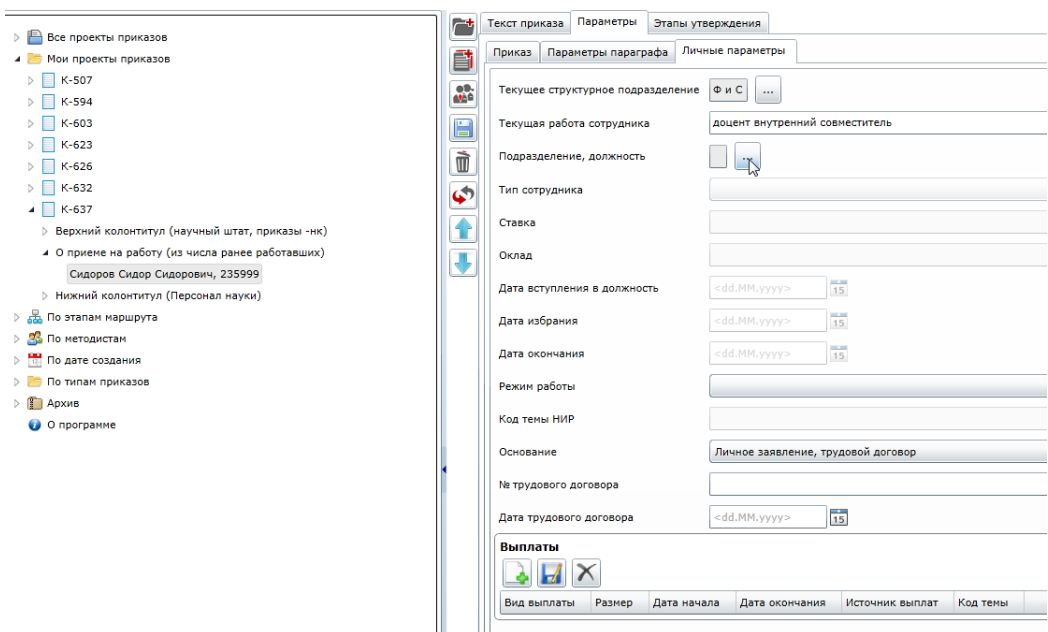 Все проекты приказов
Мои проекты приказов
К-507
К-594
К-603
К-623
К-626
К-632
К-637
Верхний колонтитул (научный штат, приказы -нк)
О приеме на работу (из числа ранее работавших)
Сидоров Сидор Сидорович, 235999
Нижний колонтитул (Персонал науки)
По этапам маршрута
По методистам
По дате создания
По типам приказов
Архив
О программе
Текст приказа Параметры Этапы утверждения
Приказ Параметры параграфа Личные параметры
Текущее структурное подразделение Ф и С ...
Текущая работа сотрудника доцент внутренний совместитель
Подразделение, должность ...
Тип сотрудника
Ставка
Оклад
Дата вступления в должность <dd.MM.yyyy> 15
Дата избрания <dd.MM.yyyy> 15
Дата окончания <dd.MM.yyyy> 15
Режим работы
Код темы НИР
Основание Личное заявление, трудовой договор
№ трудового договора
Дата трудового договора <dd.MM.yyyy> 15
Выплаты
Вид выплаты Размер Дата начала Дата окончания Источник выплат Код темы